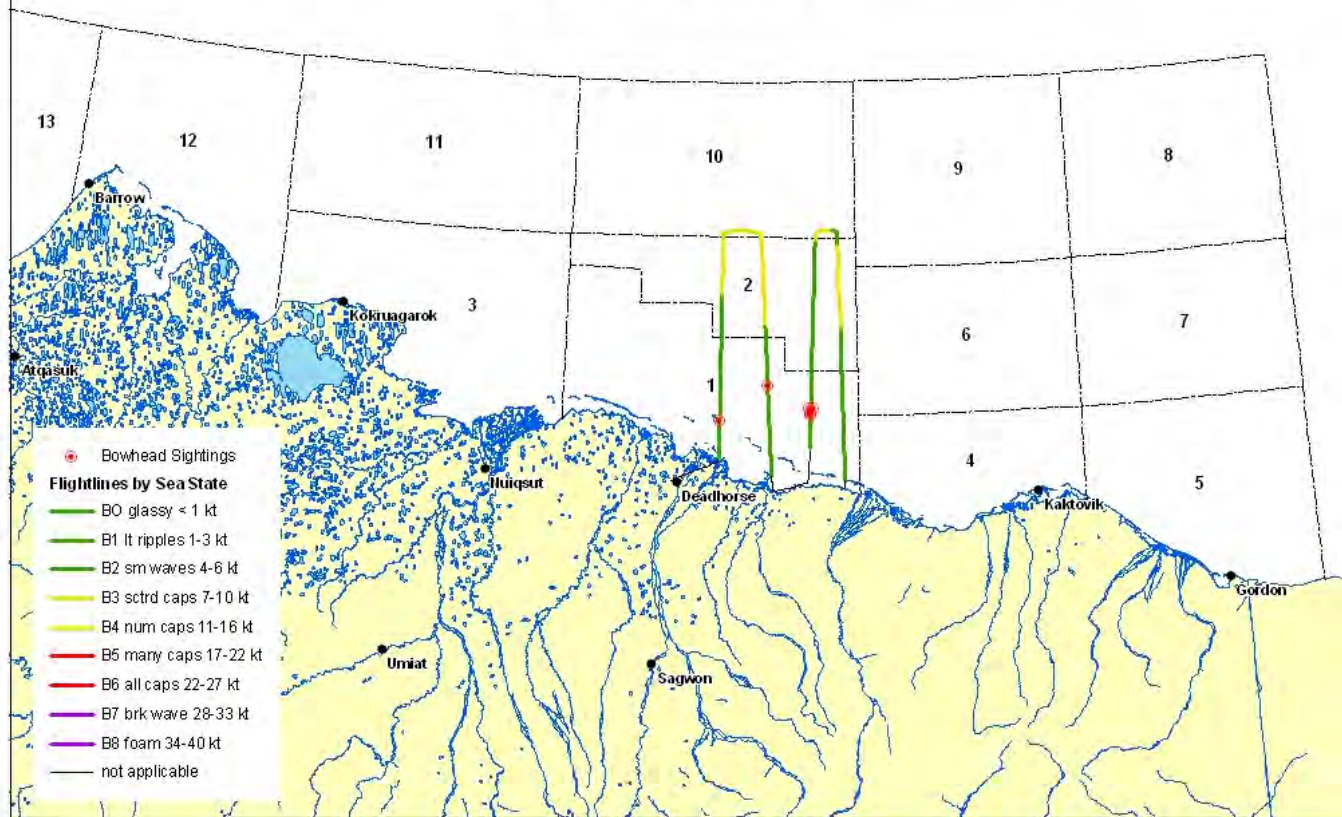 8
10
11
9
13
12
2
3
7
6
1
4
5
Barrow
Kokruagarok
Atqasuk
Nuiqsut
Deadhorse
Kaktovik
Gordon
Umiat
Sagwon
Bowhead Sightings
Flightlines by Sea State
BO glassy < 1 kt
B1 lt ripples 1-3 kt
B2 sm waves 4-6 kt
B3 sctrd caps 7-10 kt
B4 num caps 11-16 kt
B5 many caps 17-22 kt
B6 all caps 22-27 kt
B7 brk wave 28-33 kt
B8 foam 34-40 kt
not applicable